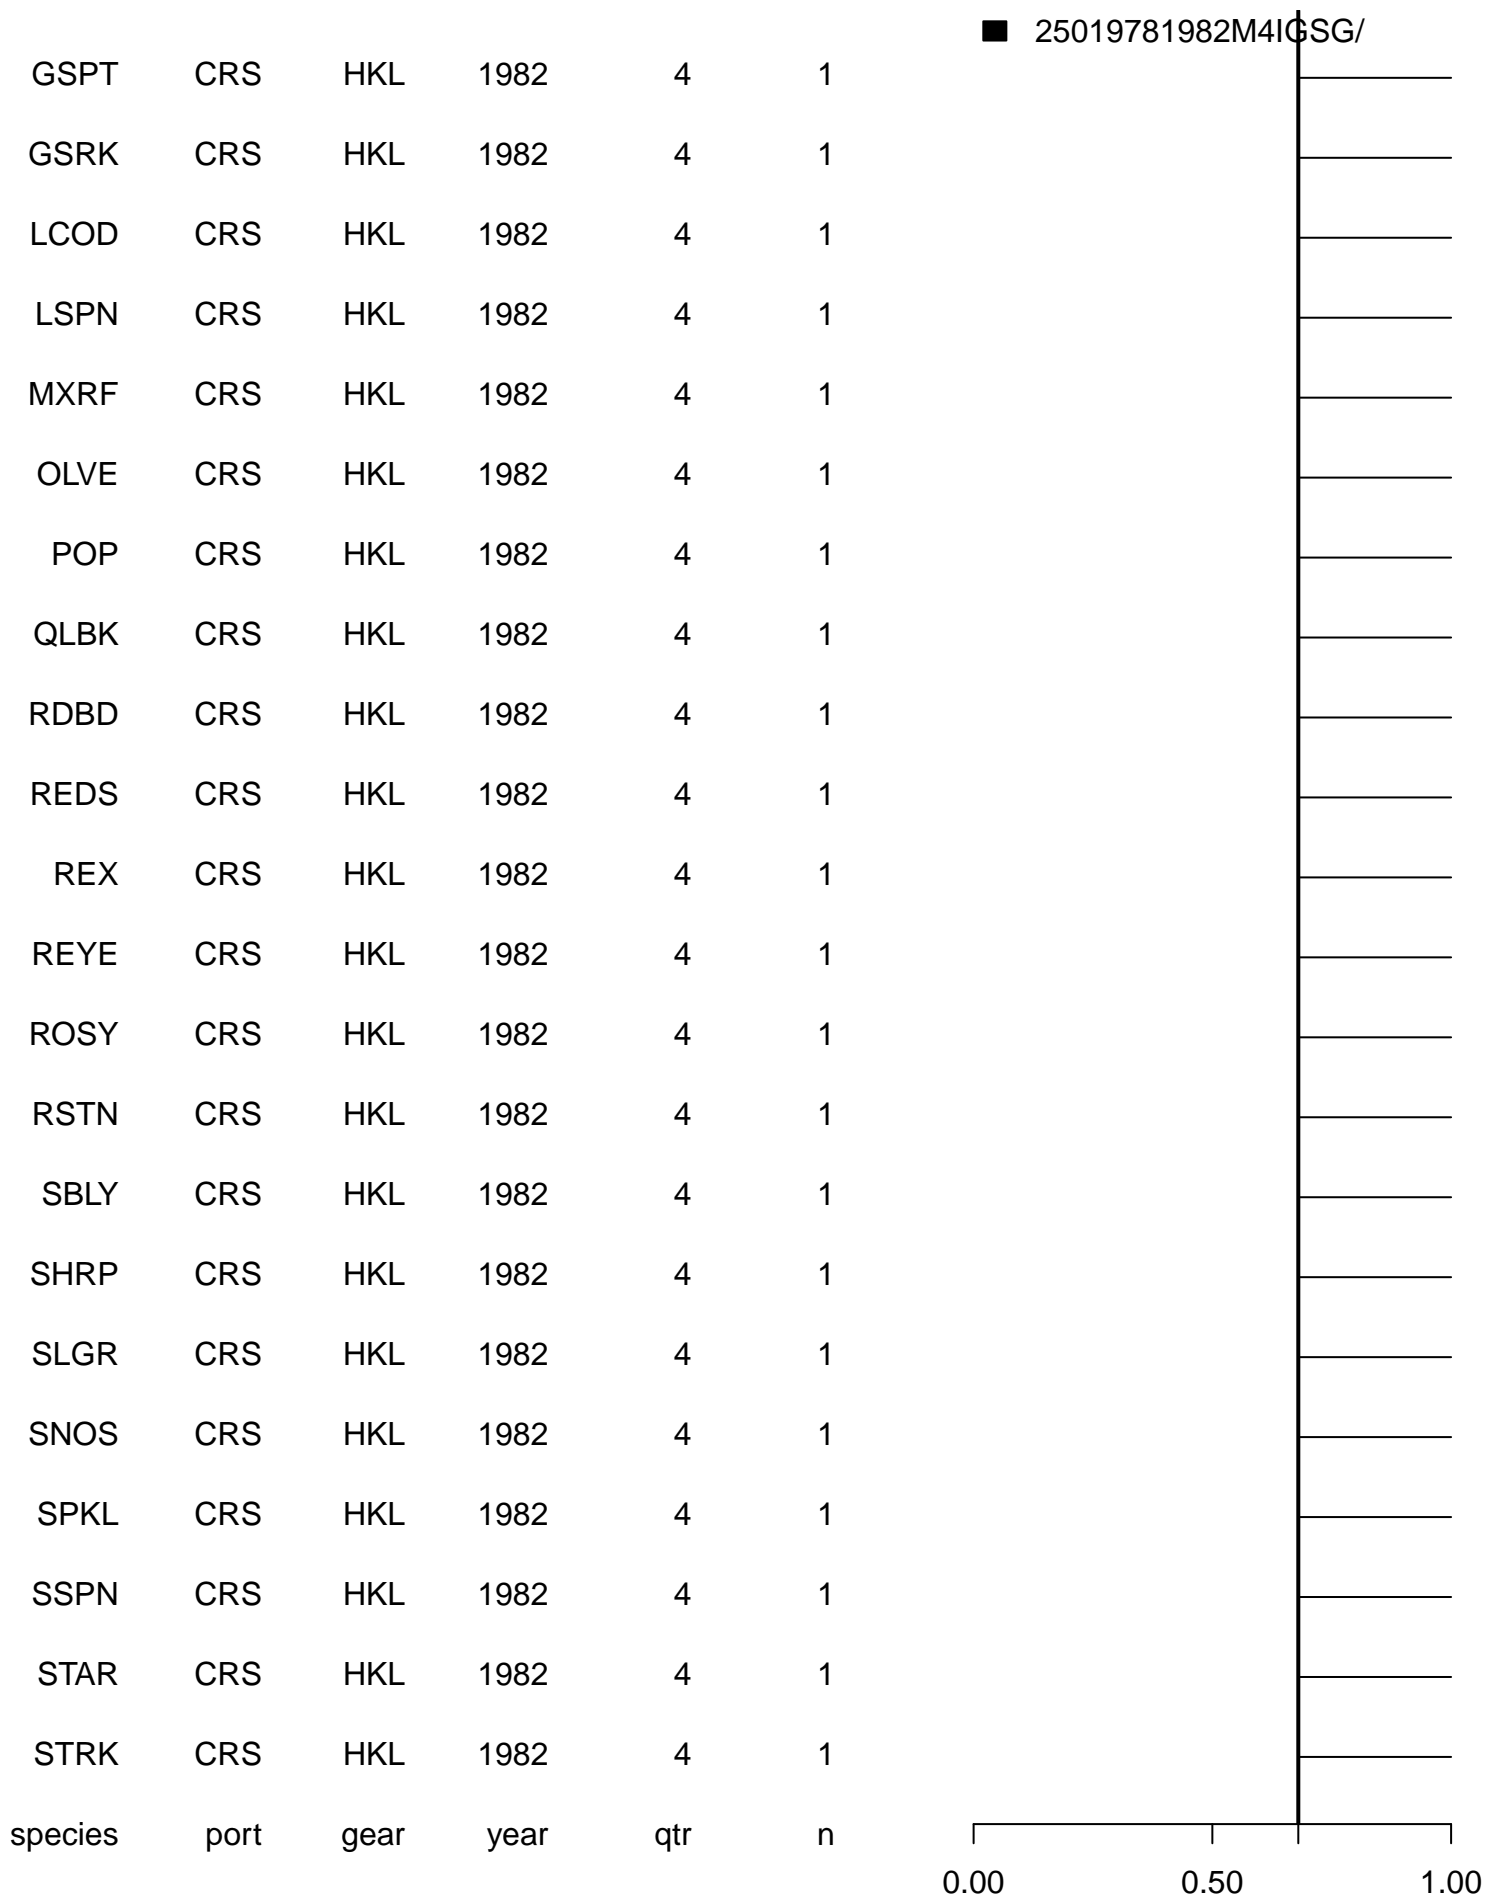 25019781982M4IGSG/
GSPT CRS HKL 1982 4 1
GSRK CRS HKL 1982 4 1
LCOD CRS HKL 1982 4 1
LSPN CRS HKL 1982 4 1
MXRF CRS HKL 1982 4 1
OLVE CRS HKL 1982 4 1
POP CRS HKL 1982 4 1
QLBK CRS HKL 1982 4 1
RDBD CRS HKL 1982 4 1
REDS CRS HKL 1982 4 1
REX CRS HKL 1982 4 1
REYE CRS HKL 1982 4 1
ROSY CRS HKL 1982 4 1
RSTN CRS HKL 1982 4 1
SBLY CRS HKL 1982 4 1
SHRP CRS HKL 1982 4 1
SLGR CRS HKL 1982 4 1
SNOS CRS HKL 1982 4 1
SPKL CRS HKL 1982 4 1
SSPN CRS HKL 1982 4 1
STAR CRS HKL 1982 4 1
STRK CRS HKL 1982 4 1
species port gear year qtr n
0.00 0.50 1.00